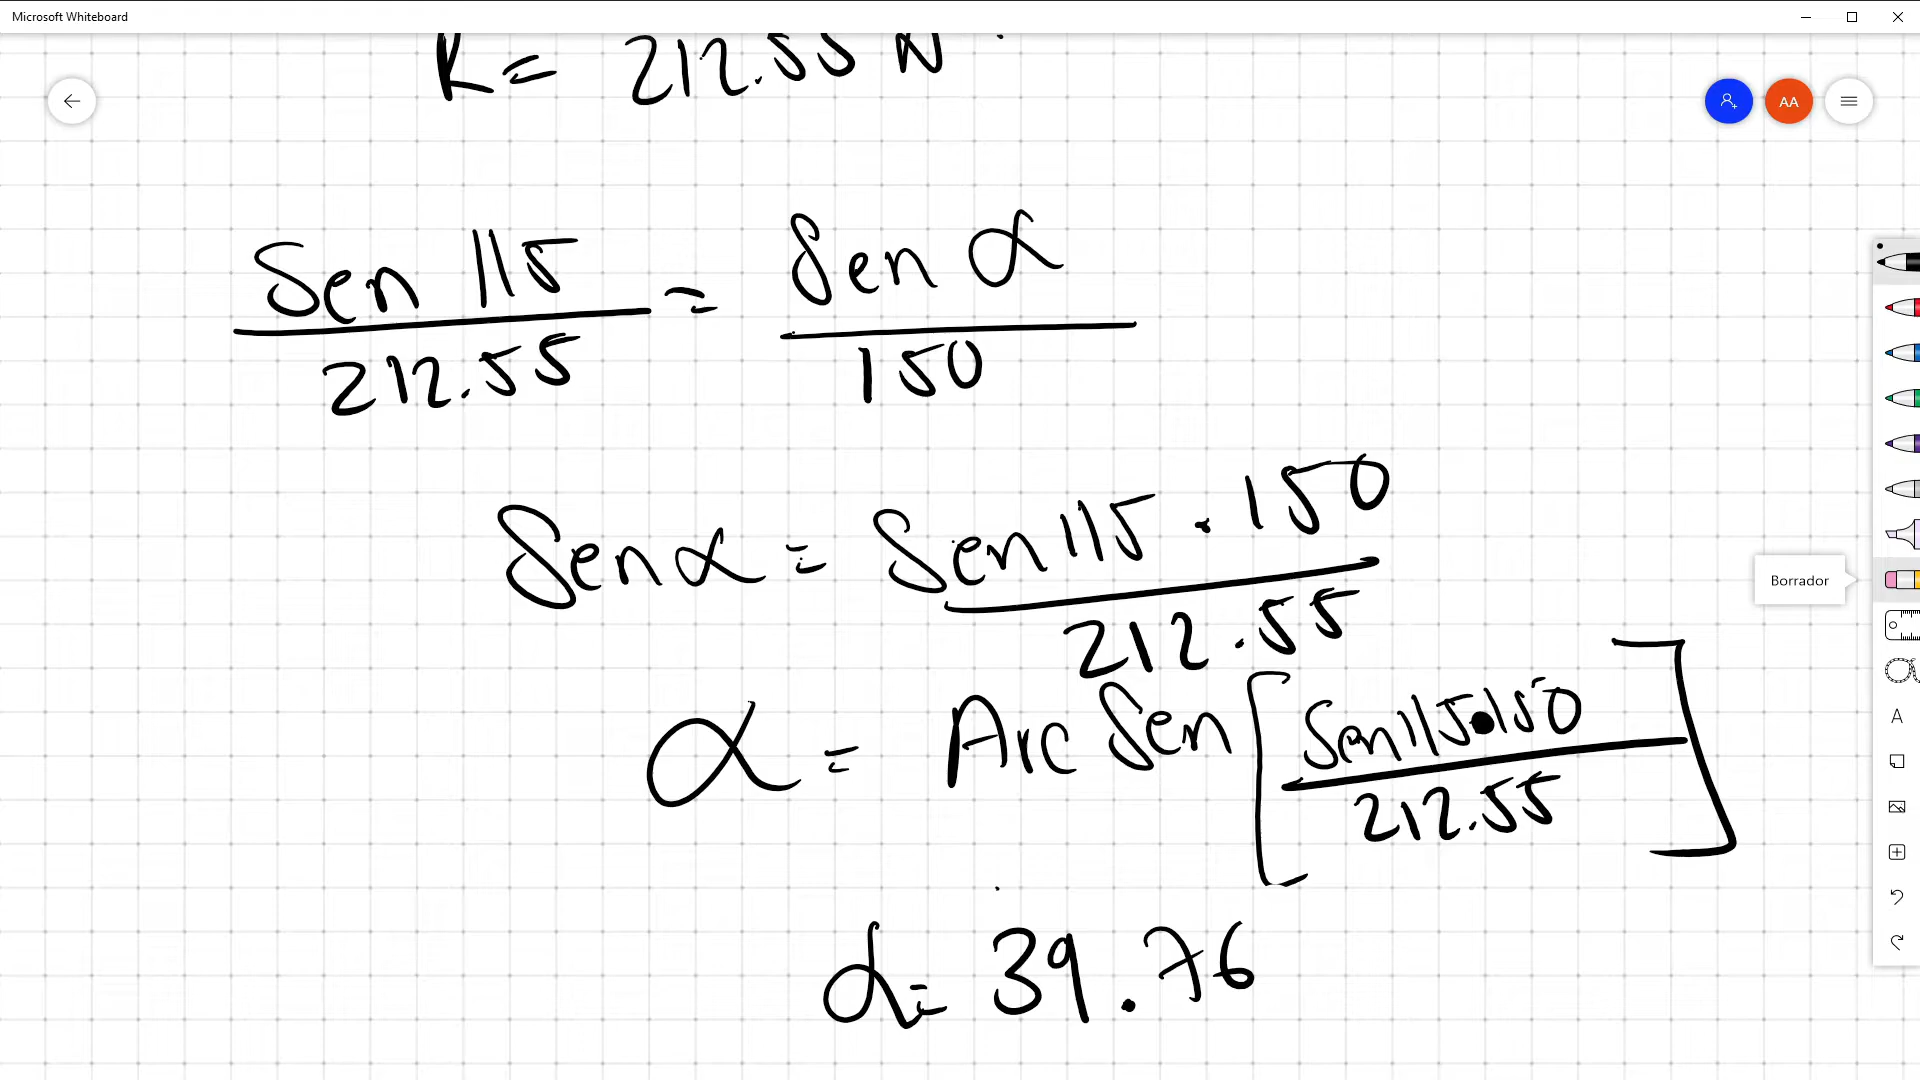 Microsoft Whiteboard
R = 212.55 N
AA
Sen 115 = Sen α
212.55 150
Sen α = Sen 115 . 150
212.55
Borrador
α = Arc Sen [ Sen 115 • 150 ]
212.55
A
α = 39.76